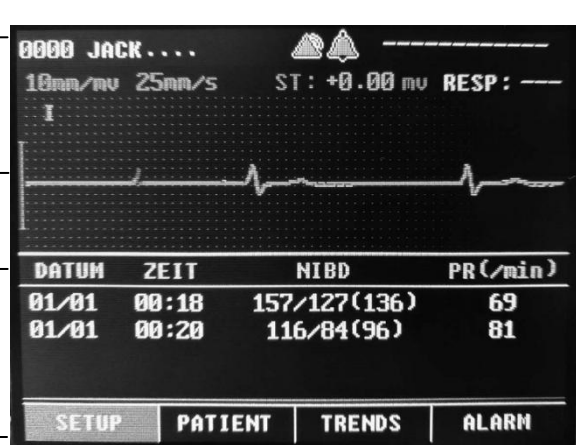 0000 JACK.... ---
10mm/mv 25mm/s ST: +0.00 mv RESP: ---
I
DATUM ZEIT NIBD PR(/min)
01/01 00:18 157/127(136) 69
01/01 00:20 116/84(96) 81
SETUP PATIENT TRENDS ALARM